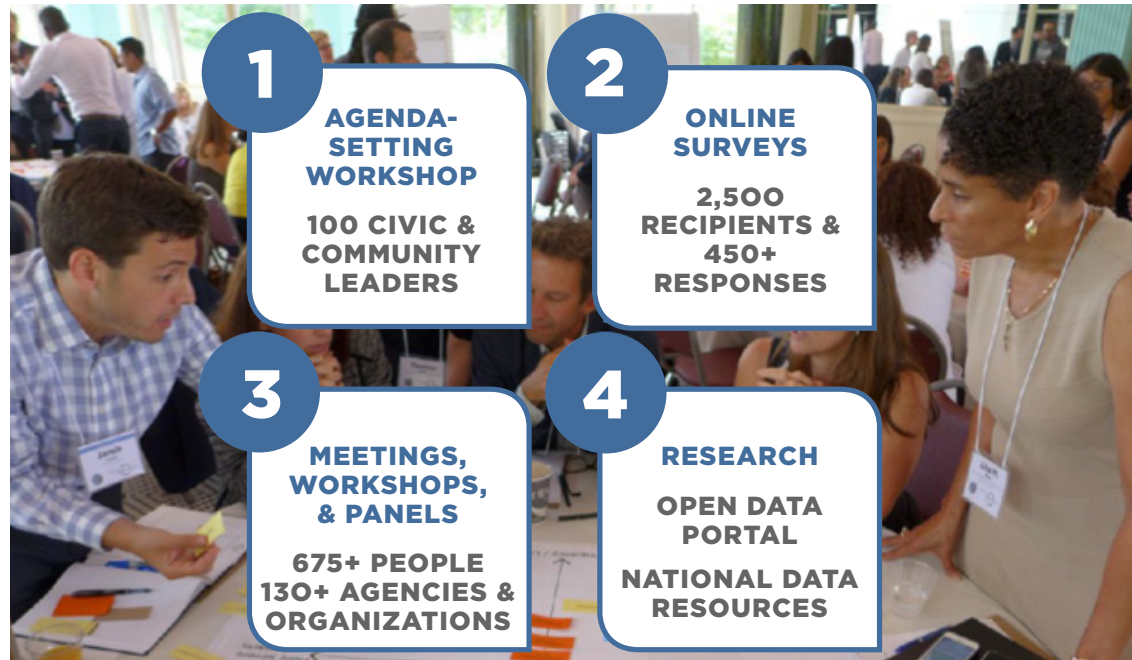 1
AGENDA-
SETTING
WORKSHOP
100 CIVIC &
COMMUNITY
LEADERS
2
ONLINE
SURVEYS
2,500
RECIPIENTS &
450+
RESPONSES
3
MEETINGS,
WORKSHOPS,
& PANELS
675+ PEOPLE
130+ AGENCIES &
ORGANIZATIONS
4
RESEARCH
OPEN DATA
PORTAL
NATIONAL DATA
RESOURCES